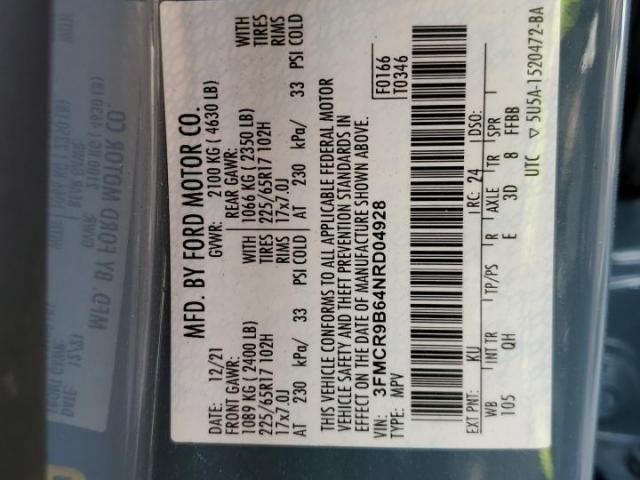 MFD. BY FORD MOTOR CO.
DATE: 12/21 GVWR: 2100 KG ( 4630 LB)
FRONT GAWR: REAR GAWR:
1089 KG ( 2400 LB) WITH 1066 KG ( 2350 LB) WITH
225/65R17 102H TIRES 225/65R17 102H TIRES
17x7.0J RIMS 17x7.0J RIMS
AT 230 kPa/ 33 PSI COLD AT 230 kPa/ 33 PSI COLD
THIS VEHICLE CONFORMS TO ALL APPLICABLE FEDERAL MOTOR
VEHICLE SAFETY AND THEFT PREVENTION STANDARDS IN
EFFECT ON THE DATE OF MANUFACTURE SHOWN ABOVE.
VIN: 3FMCR9B64NRD04928 F0166
TYPE: MPV T0346
EXT PNT: KU RC: 24 DSO:
WB INT TR TP/PS R AXLE TR SPR
105 QH E 3D 8 FFBB
UTC ▽ 5U5A-1520472-BA